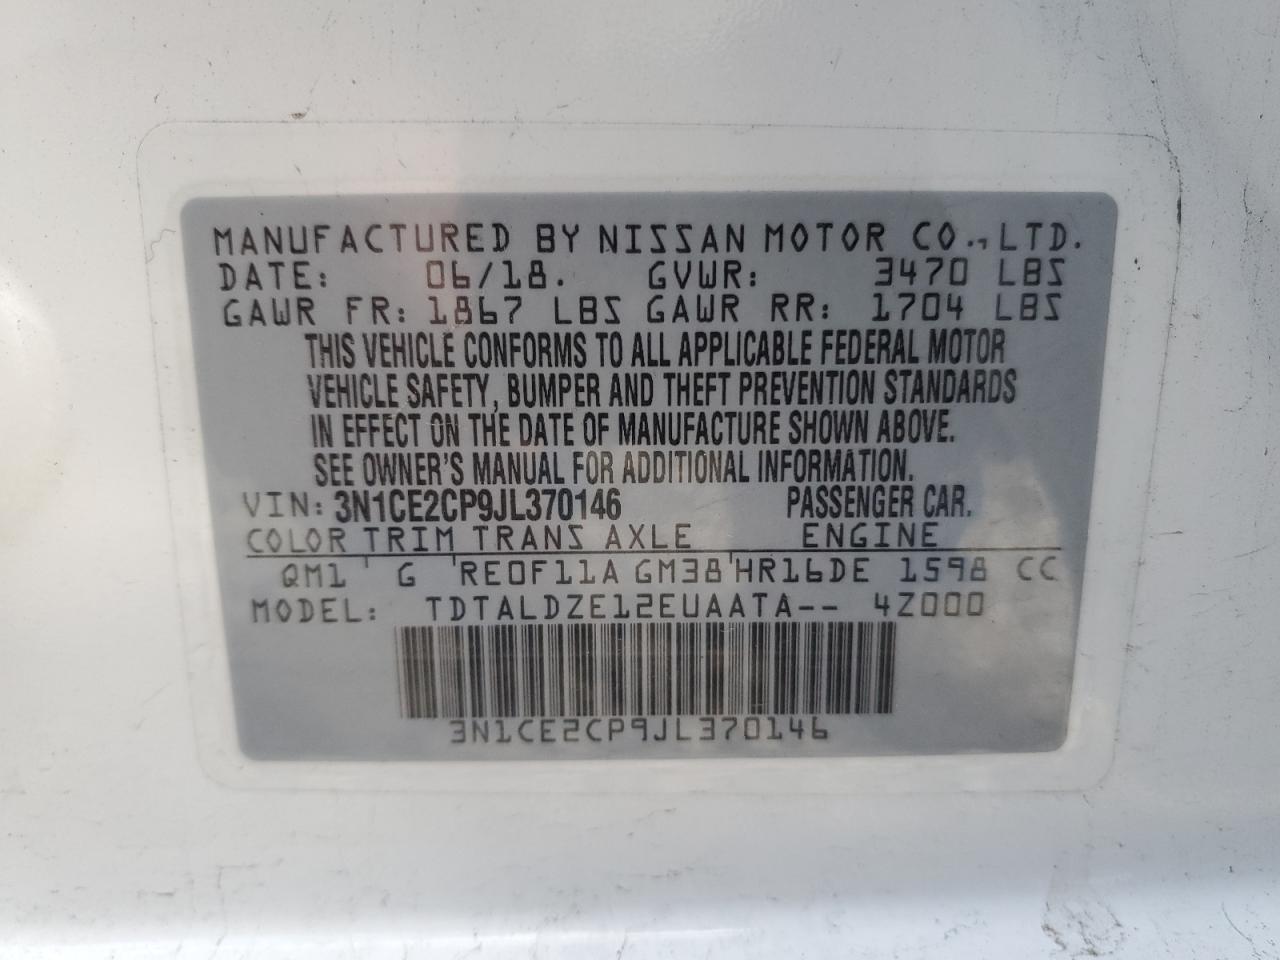 MANUFACTURED BY NISSAN MOTOR CO., LTD.
DATE: 06/18. GVWR: 3470 LBS
GAWR FR: 1867 LBS GAWR RR: 1704 LBS
THIS VEHICLE CONFORMS TO ALL APPLICABLE FEDERAL MOTOR
VEHICLE SAFETY, BUMPER AND THEFT PREVENTION STANDARDS
IN EFFECT ON THE DATE OF MANUFACTURE SHOWN ABOVE.
SEE OWNER'S MANUAL FOR ADDITIONAL INFORMATION.
VIN: 3N1CE2CP9JL370146 PASSENGER CAR.
COLOR TRIM TRANS AXLE ENGINE
QM1 G RE0F11A GM38 HR16DE 1598 CC
MODEL: TDTALDZE12EUAATA-- 4Z000
3N1CE2CP9JL370146